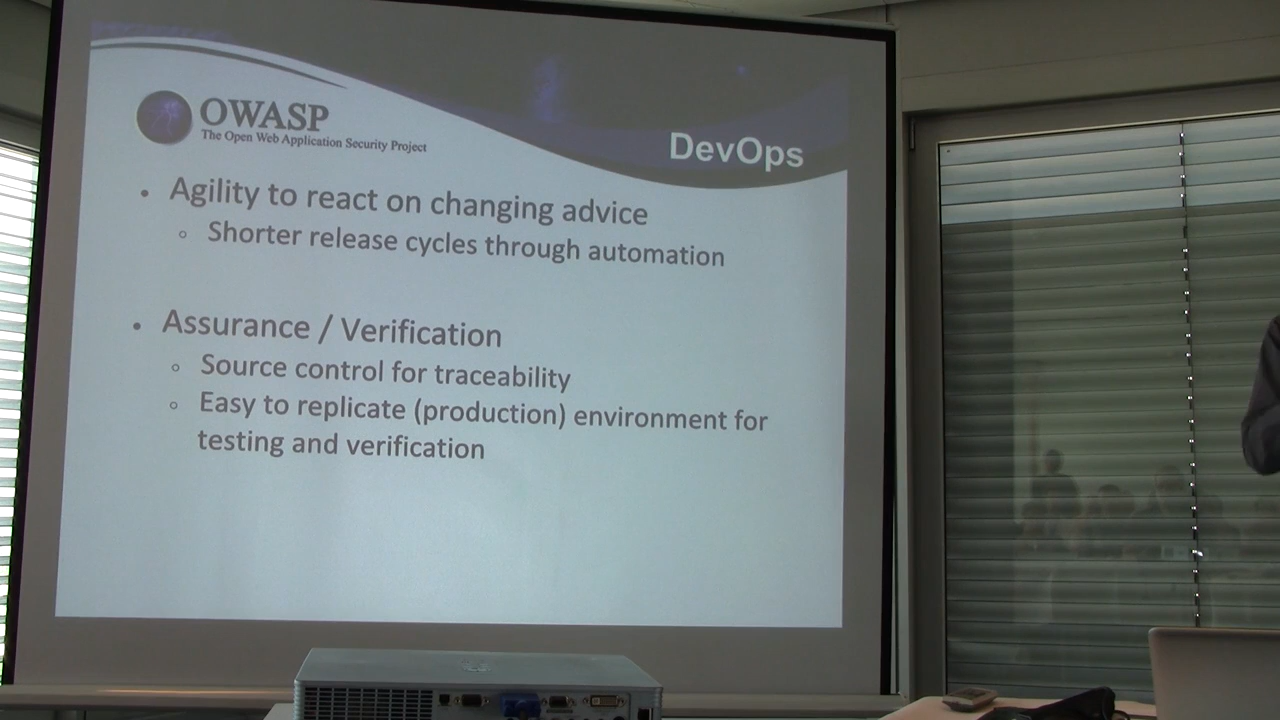 OWASP
The Open Web Application Security Project
DevOps
• Agility to react on changing advice
◦ Shorter release cycles through automation
• Assurance / Verification
◦ Source control for traceability
◦ Easy to replicate (production) environment for
testing and verification